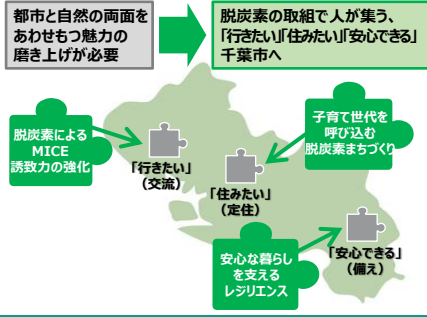 都市と自然の両面を
あわせもつ魅力の
磨き上げが必要
脱炭素の取組で人が集う、
「行きたい」「住みたい」「安心できる」
千葉市へ
脱炭素による
MICE
誘致力の強化
「行きたい」
（交流）
子育て世代を
呼び込む
脱炭素まちづくり
「住みたい」
（定住）
安心な暮らし
を支える
レジリエンス
「安心できる」
（備え）